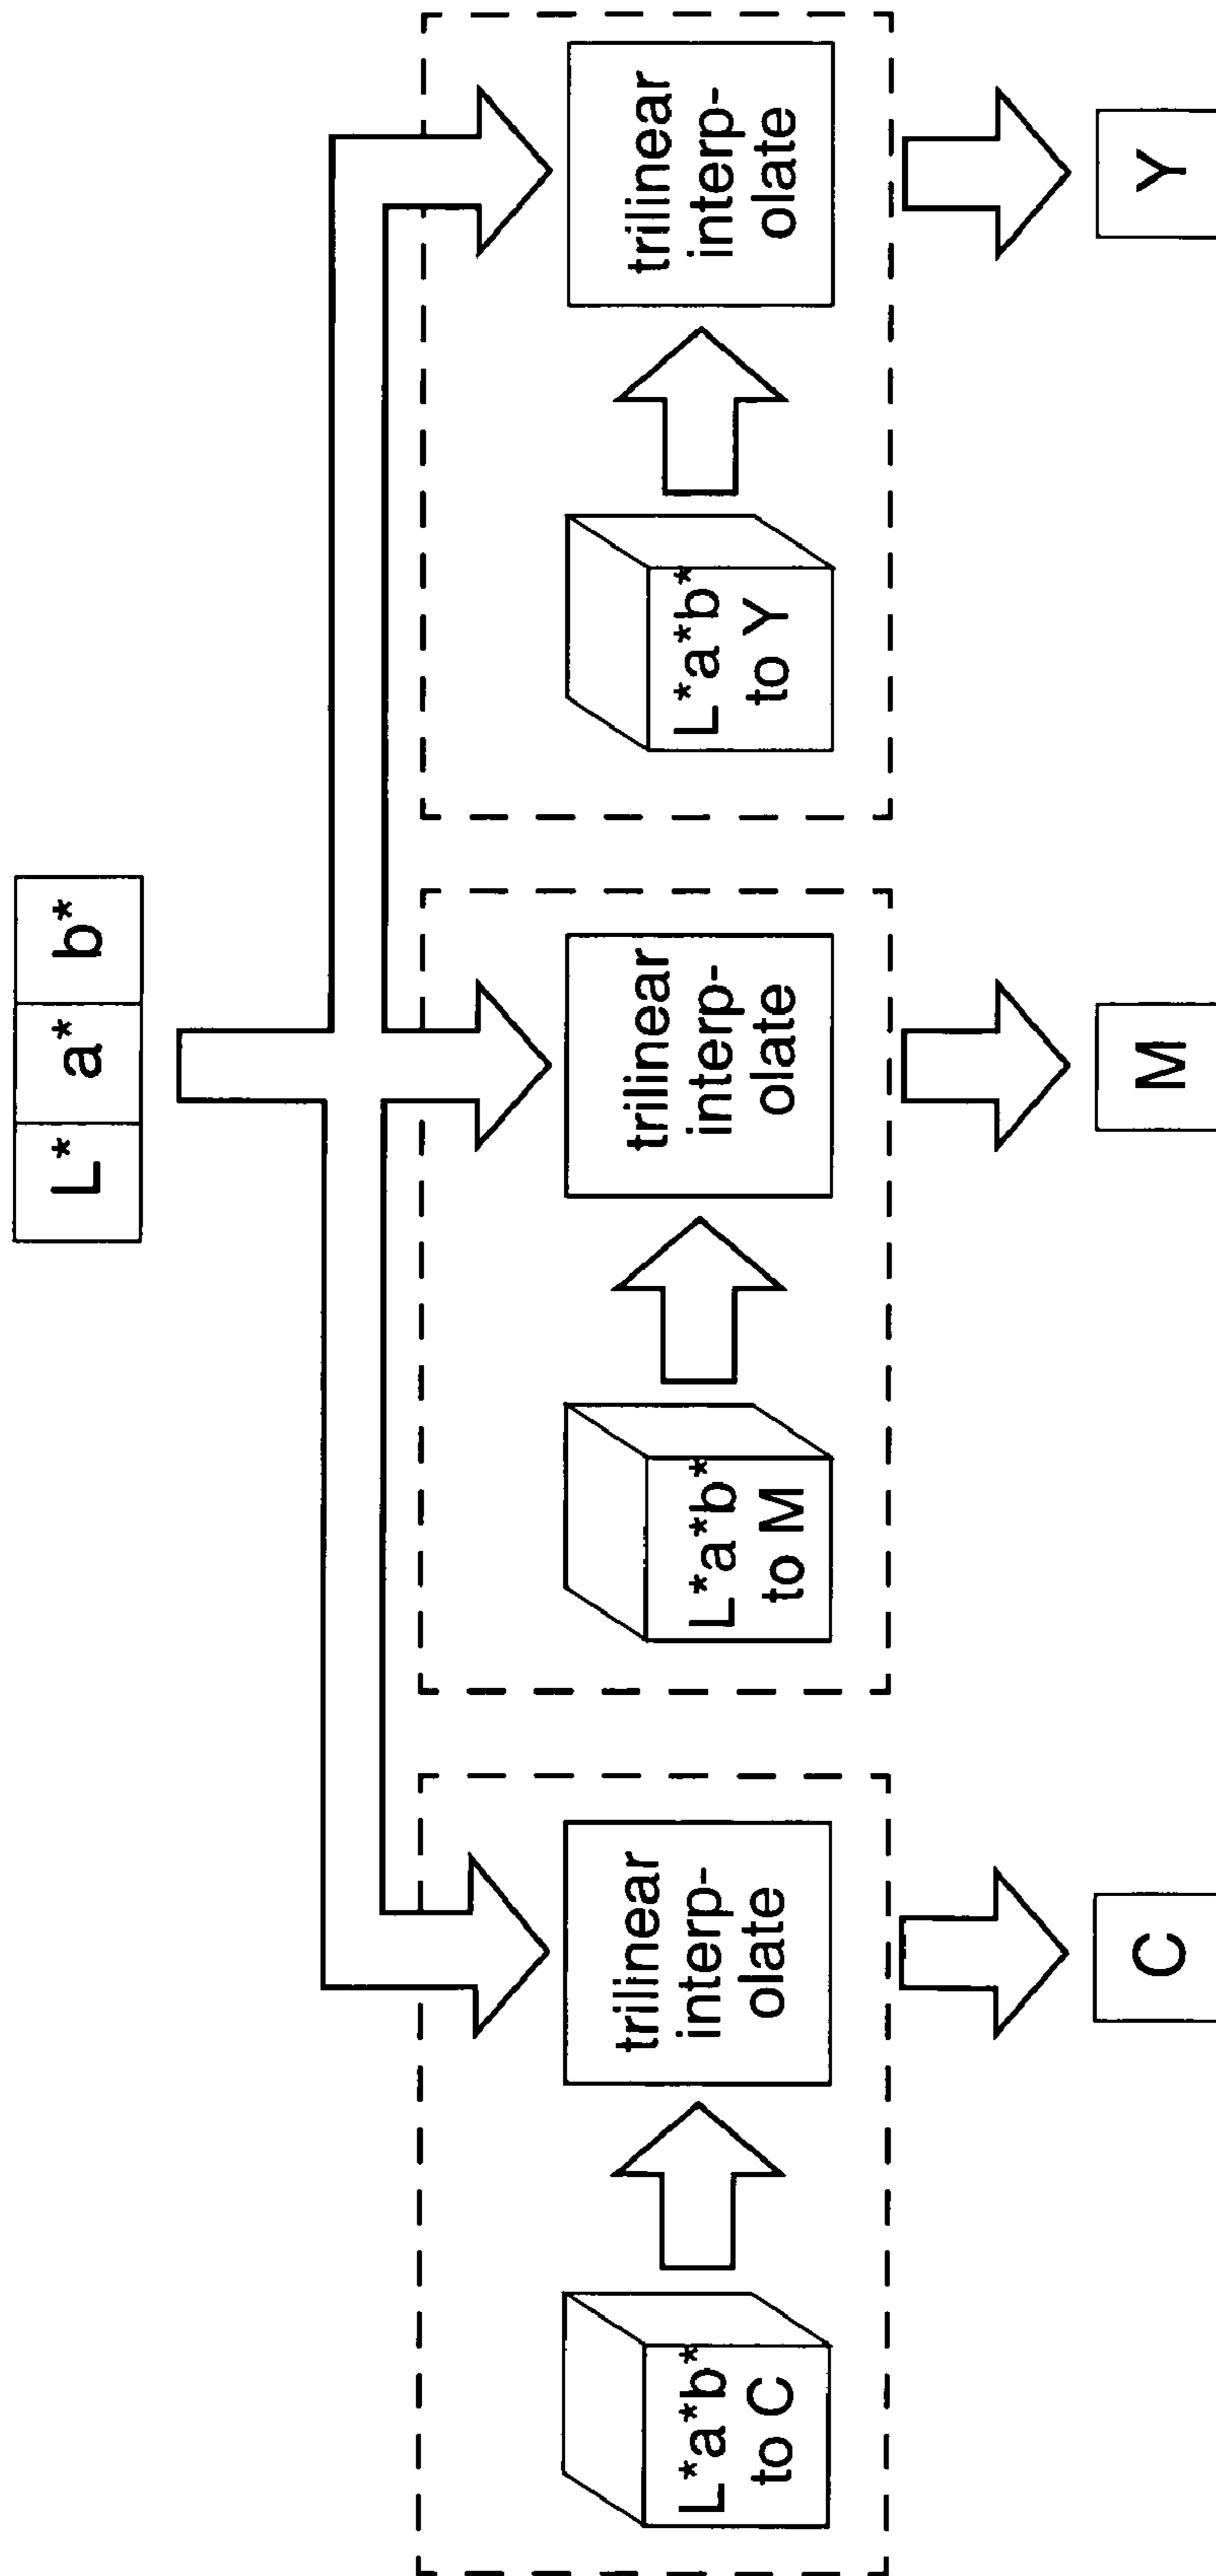 L* a* b*
L*a*b*
to C
trilinear
interp-
olate
L*a*b*
to M
trilinear
interp-
olate
L*a*b*
to Y
trilinear
interp-
olate
C
M
Y